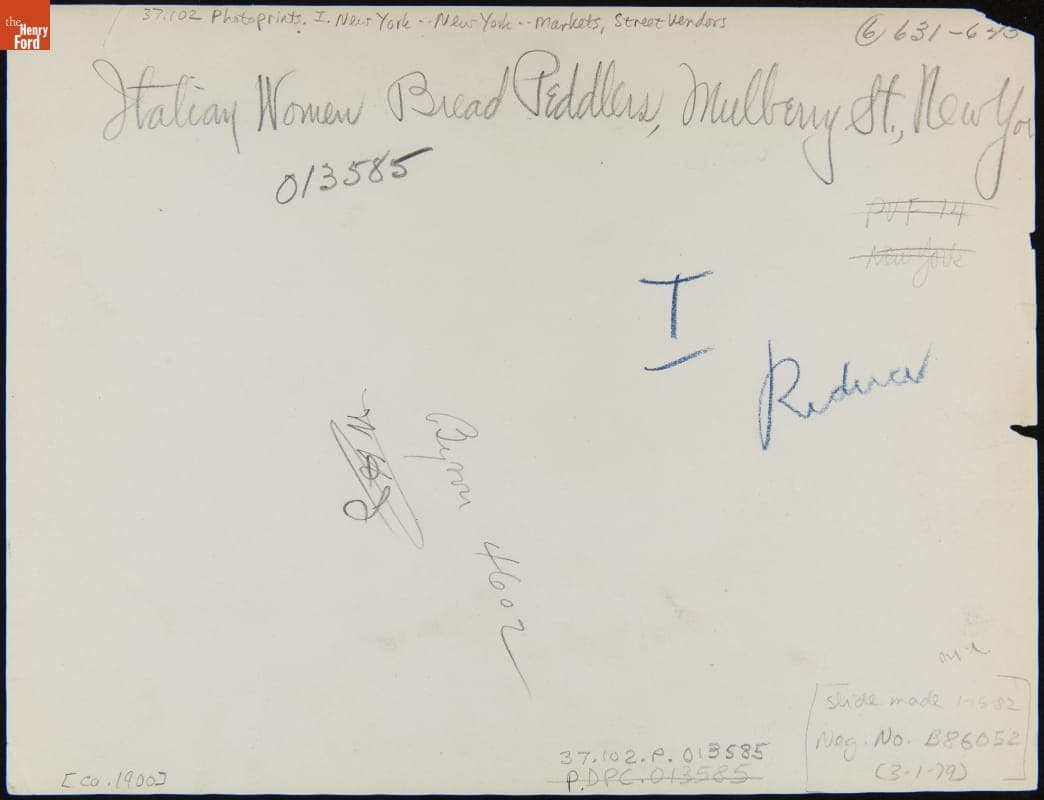 the
Henry
Ford
37.102 Photoprints. I. New York -- New York -- Markets, Street Vendors
6 631-6
Italian Women Bread Peddlers, Mulberry St., New Yor
013585
PVF 14
New York
I
Reduce
Byron 4602
slide made 1-15-82
Neg. No. B86052
(3-1-79)
37.102.P. 013585
P.DPC.013585
[ca. 1900]